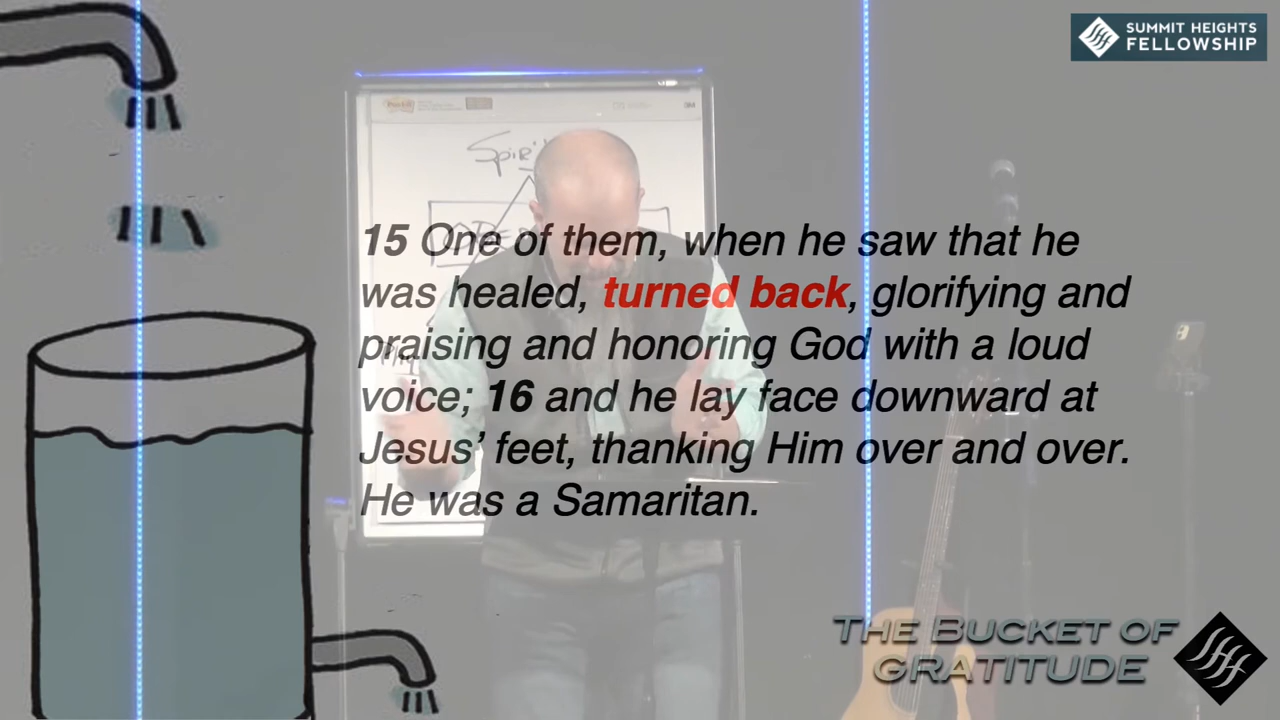 SUMMIT HEIGHTS
FELLOWSHIP
15 One of them, when he saw that he
was healed, turned back, glorifying and
praising and honoring God with a loud
voice; 16 and he lay face downward at
Jesus’ feet, thanking Him over and over.
He was a Samaritan.
THE BUCKET OF
GRATITUDE